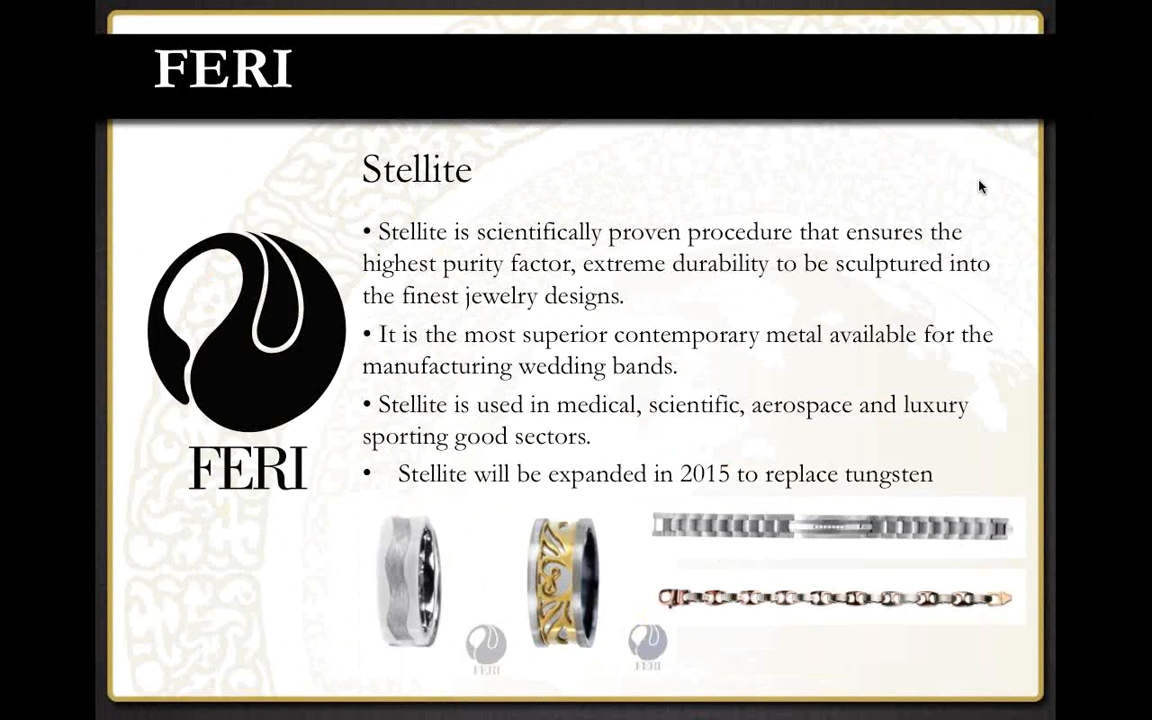 FERI
Stellite
• Stellite is scientifically proven procedure that ensures the
highest purity factor, extreme durability to be sculptured into
the finest jewelry designs.
• It is the most superior contemporary metal available for the
manufacturing wedding bands.
• Stellite is used in medical, scientific, aerospace and luxury
sporting good sectors.
• Stellite will be expanded in 2015 to replace tungsten
FERI
FERI
FERI